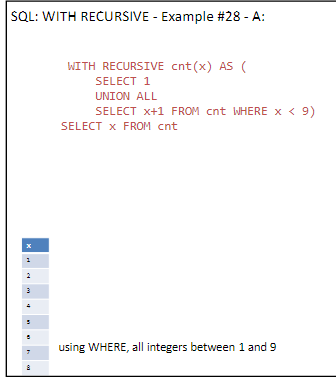 SQL: WITH RECURSIVE - Example #28 - A:
WITH RECURSIVE cnt(x) AS (
SELECT 1
UNION ALL
SELECT x+1 FROM cnt WHERE x < 9)
SELECT x FROM cnt
x
1
2
3
4
5
6
7
8
using WHERE, all integers between 1 and 9